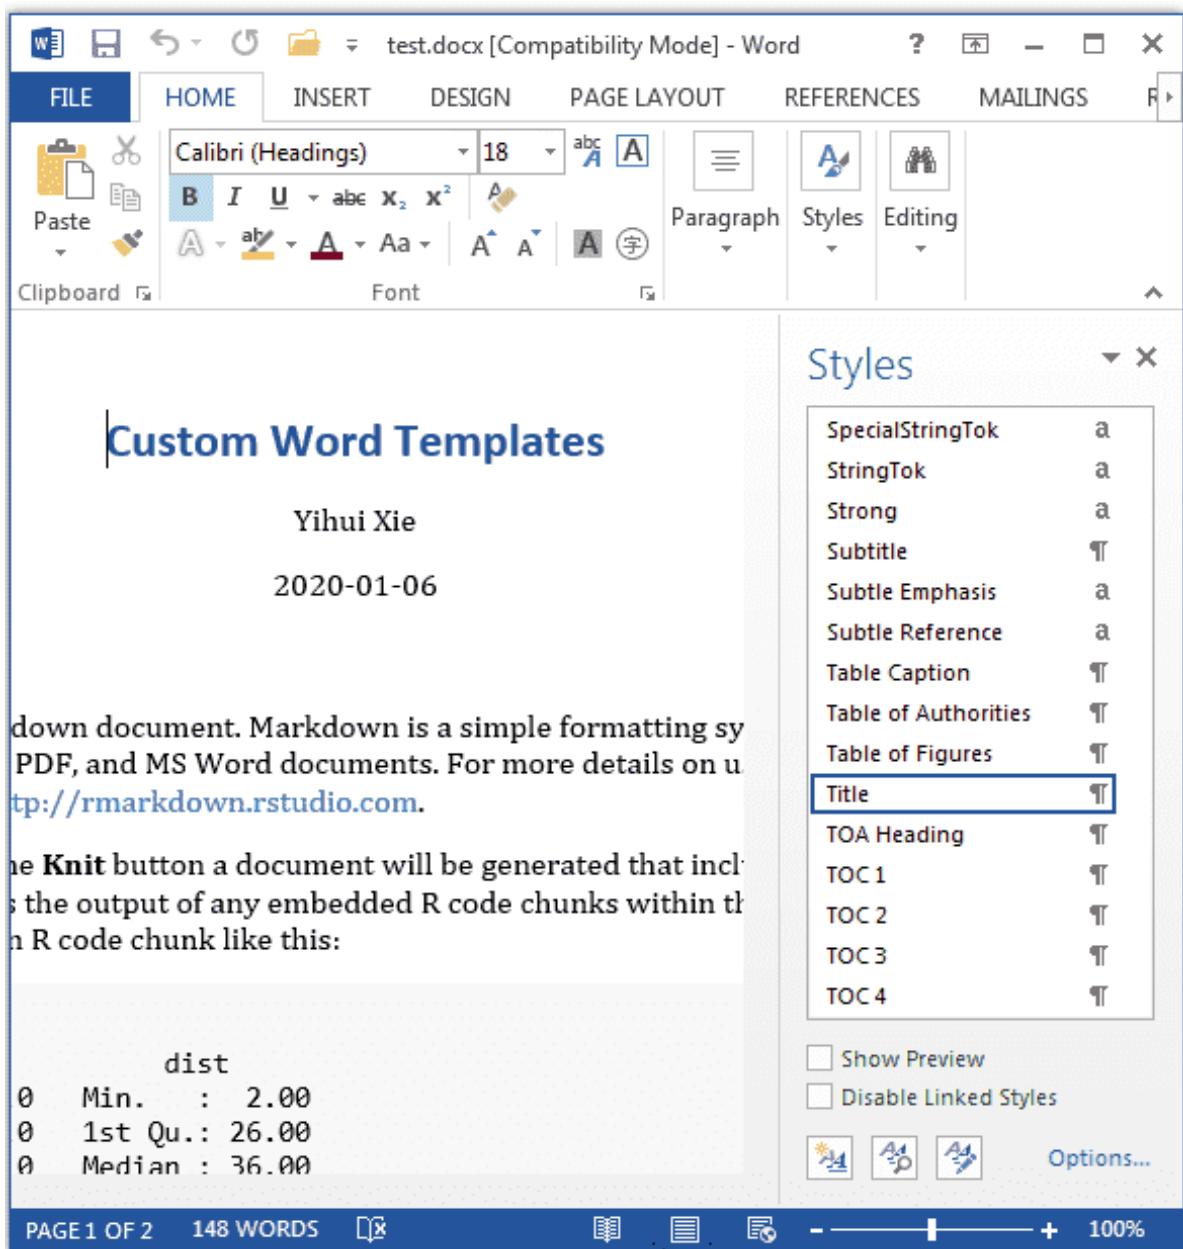 test.docx [Compatibility Mode] - Word
FILE HOME INSERT DESIGN PAGE LAYOUT REFERENCES MAILINGS
Calibri (Headings) 18 abc A A
B I U abc X₂ X²
Paste
A ab A Aa A A A 字
Paragraph Styles Editing
Clipboard Font
Styles
Custom Word Templates
Yihui Xie
2020-01-06
down document. Markdown is a simple formatting sy
PDF, and MS Word documents. For more details on u
tp://rmarkdown.rstudio.com.
Knit button a document will be generated that incl
the output of any embedded R code chunks within th
R code chunk like this:
dist
0 Min. : 2.00
0 1st Qu.: 26.00
0 Median : 36.00
SpecialStringTok a
StringTok a
Strong a
Subtitle ¶
Subtle Emphasis a
Subtle Reference a
Table Caption ¶
Table of Authorities ¶
Table of Figures ¶
Title ¶
TOA Heading ¶
TOC 1 ¶
TOC 2 ¶
TOC 3 ¶
TOC 4 ¶
Show Preview
Disable Linked Styles
Options...
PAGE 1 OF 2 148 WORDS 100%